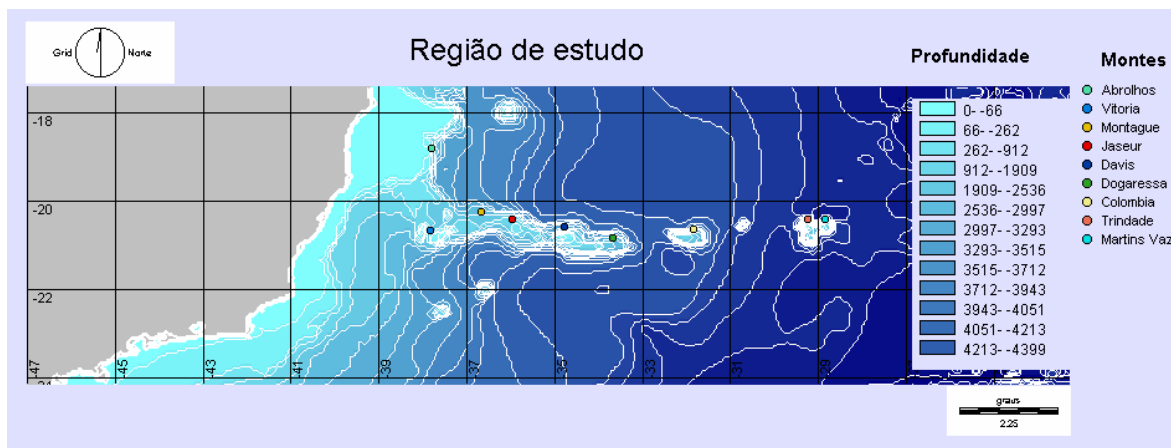 Grid Norte
Região de estudo
Profundidade
Montes
Abrolhos
Vitoria
Montague
Jaseur
Davis
Dogaressa
Colombia
Trindade
Martins Vaz
0--66
66--262
262--912
912--1909
1909--2536
2536--2997
2997--3293
3293--3515
3515--3712
3712--3943
3943--4051
4051--4213
4213--4399
-18
-20
-22
-47
-45
-43
-41
-39
-37
-35
-33
-31
-29
graus
2.25